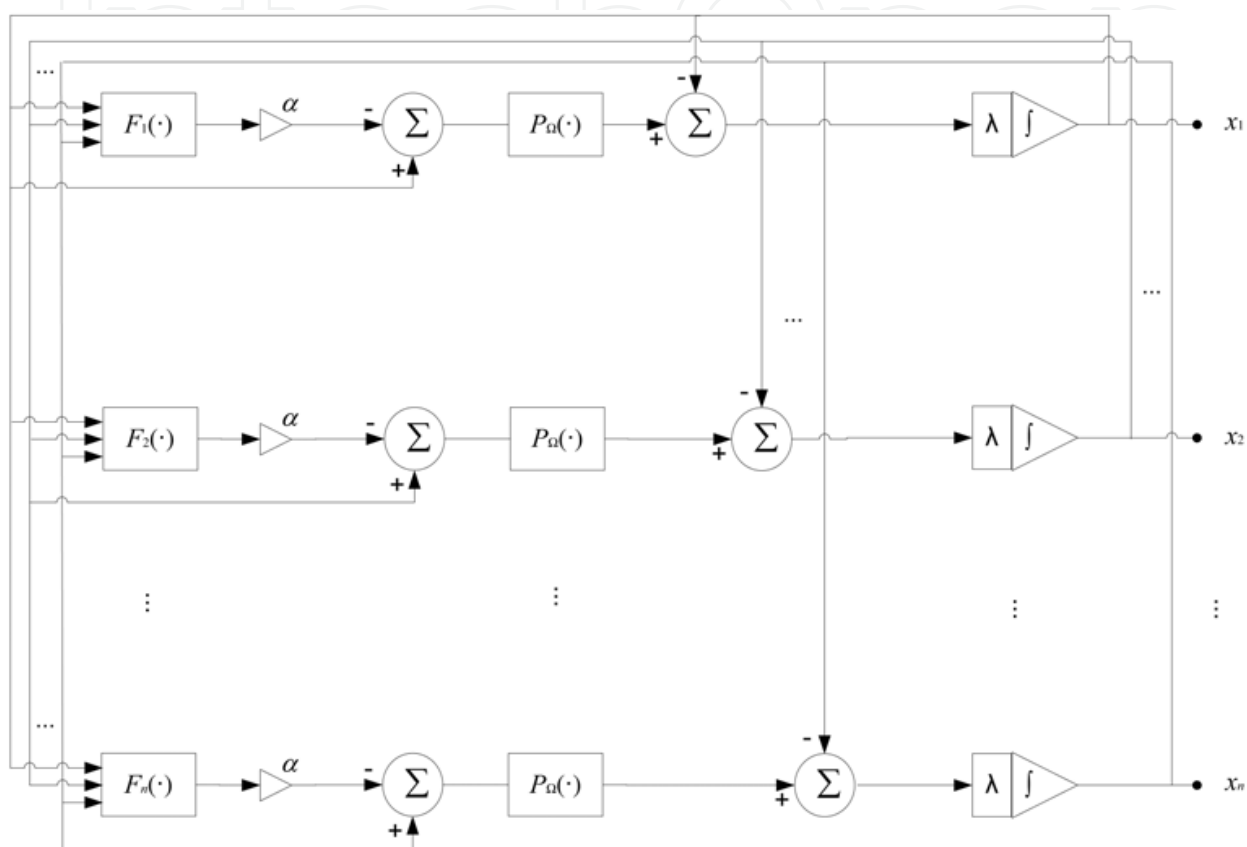 ...
F₁(·) α - Σ + P_Ω(·) - + Σ λ ∫ x₁
...
...
F₂(·) α - Σ + P_Ω(·) - + Σ λ ∫ x₂
⋮ ⋮ ⋮ ⋮
...
Fₙ(·) α - Σ + P_Ω(·) - + Σ λ ∫ xₙ